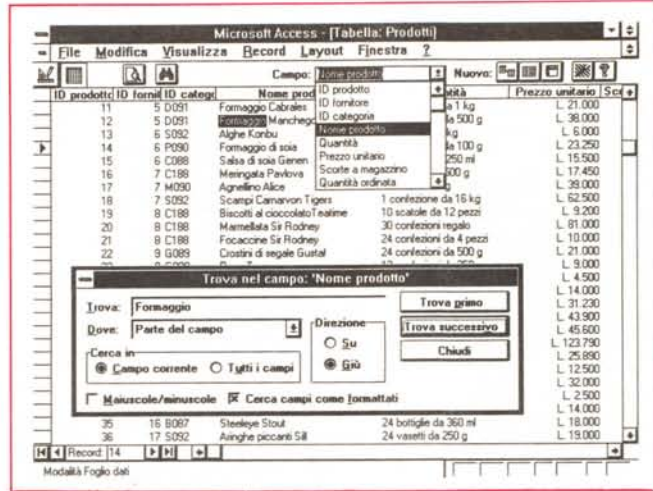 Microsoft Access - [Tabella: Prodotti]
File Modifica Visualizza Record Layout Finestra ?
Campo: Nome prodotto Nuovo:
ID prodotto ID fornit ID categ Nome prod tità Prezzo unitario Sco
11 5 D091 Formaggio Cabrales a 1 kg L. 21.000
12 5 D091 Formaggio Manchego a 500 g L. 38.000
13 6 S092 Alghe Konbu kg L. 6.000
14 6 P090 Formaggio di soia a 100 g L. 23.250
15 6 C088 Salsa di soia Genen 250 ml L. 15.500
16 7 C188 Meringata Pavlova 500 g L. 17.450
17 7 M090 Agnellino Alice g L. 39.000
18 7 S092 Scampi Carnarvon Tigers 1 confezione da 16 kg L. 62.500
19 8 C188 Biscotti al cioccolato Teatime 10 scatole da 12 pezzi L. 9.200
20 8 C188 Marmellata Sir Rodney 30 confezioni regalo L. 81.000
21 8 C188 Focaccine Sir Rodney 24 confezioni da 4 pezzi L. 10.000
22 9 G089 Crostini di segale Gustaf 24 confezioni da 500 g L. 21.000
ID prodotto
ID fornitore
ID categoria
Nome prodotto
Quantità
Prezzo unitario
Scorte a magazzino
Quantità ordinata
L. 9.000
L. 4.500
L. 14.000
L. 31.230
L. 43.900
L. 45.600
L. 123.790
L. 25.890
L. 12.500
L. 32.000
L. 2.500
L. 14.000
Trova nel campo: 'Nome prodotto'
Trova: Formaggio
Dove: Parte del campo
Cerca in
Campo corrente Tutti i campi
Direzione
Su
Giù
Trova primo
Trova successivo
Chiudi
Maiuscole/minuscole Cerca campi come formattati
35 16 B087 Steeleye Stout 24 bottiglie da 360 ml L. 18.000
36 17 S092 Aringhe piccanti Sill 24 vasetti da 250 g L. 19.000
Record: 14
Modalità Foglio dati